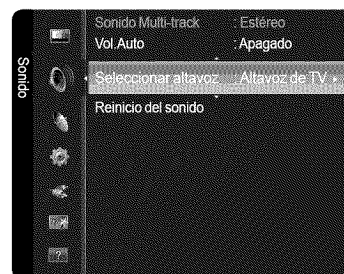 Sonido
Sonido Multi-track : Estéreo
Vol.Auto : Apagado
Seleccionar altavoz : Altavoz de TV
Reinicio del sonido